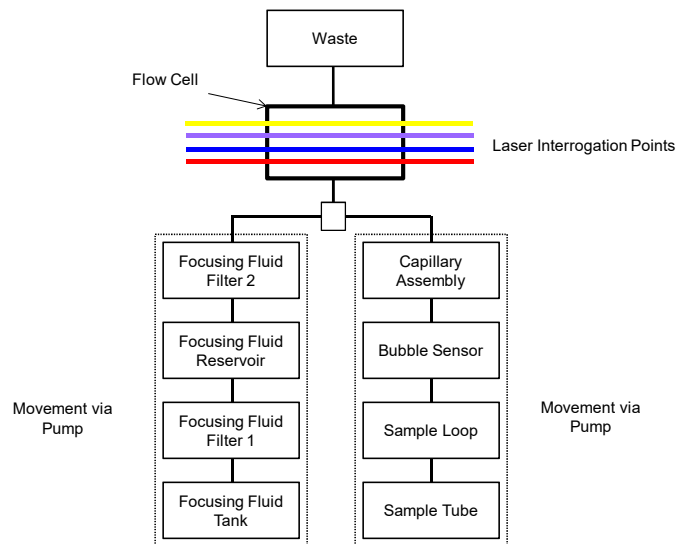 Waste
Flow Cell
Laser Interrogation Points
Focusing Fluid
Filter 2
Capillary
Assembly
Focusing Fluid
Reservoir
Bubble Sensor
Movement via
Pump
Focusing Fluid
Filter 1
Sample Loop
Movement via
Pump
Focusing Fluid
Tank
Sample Tube